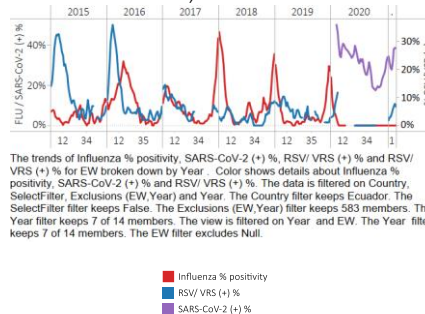 2015 2016 2017 2018 2019 2020
FLU / SARS-CoV-2 (+) %
40%
20%
0%
30%
20%
10%
0%
12 34 12 34 12 34 12 34 12 34 12 34 1
The trends of Influenza % positivity, SARS-CoV-2 (+) %, RSV/ VRS (+) % and RSV/
VRS (+) % for EW broken down by Year . Color shows details about Influenza %
positivity, SARS-CoV-2 (+) % and RSV/ VRS (+) %. The data is filtered on Country,
SelectFilter, Exclusions (EW,Year) and Year. The Country filter keeps Ecuador. The
SelectFilter filter keeps False. The Exclusions (EW,Year) filter keeps 583 members. Th
Year filter keeps 7 of 14 members. The view is filtered on Year and EW. The Year filte
keeps 7 of 14 members. The EW filter excludes Null.
Influenza % positivity
RSV/ VRS (+) %
SARS-CoV-2 (+) %